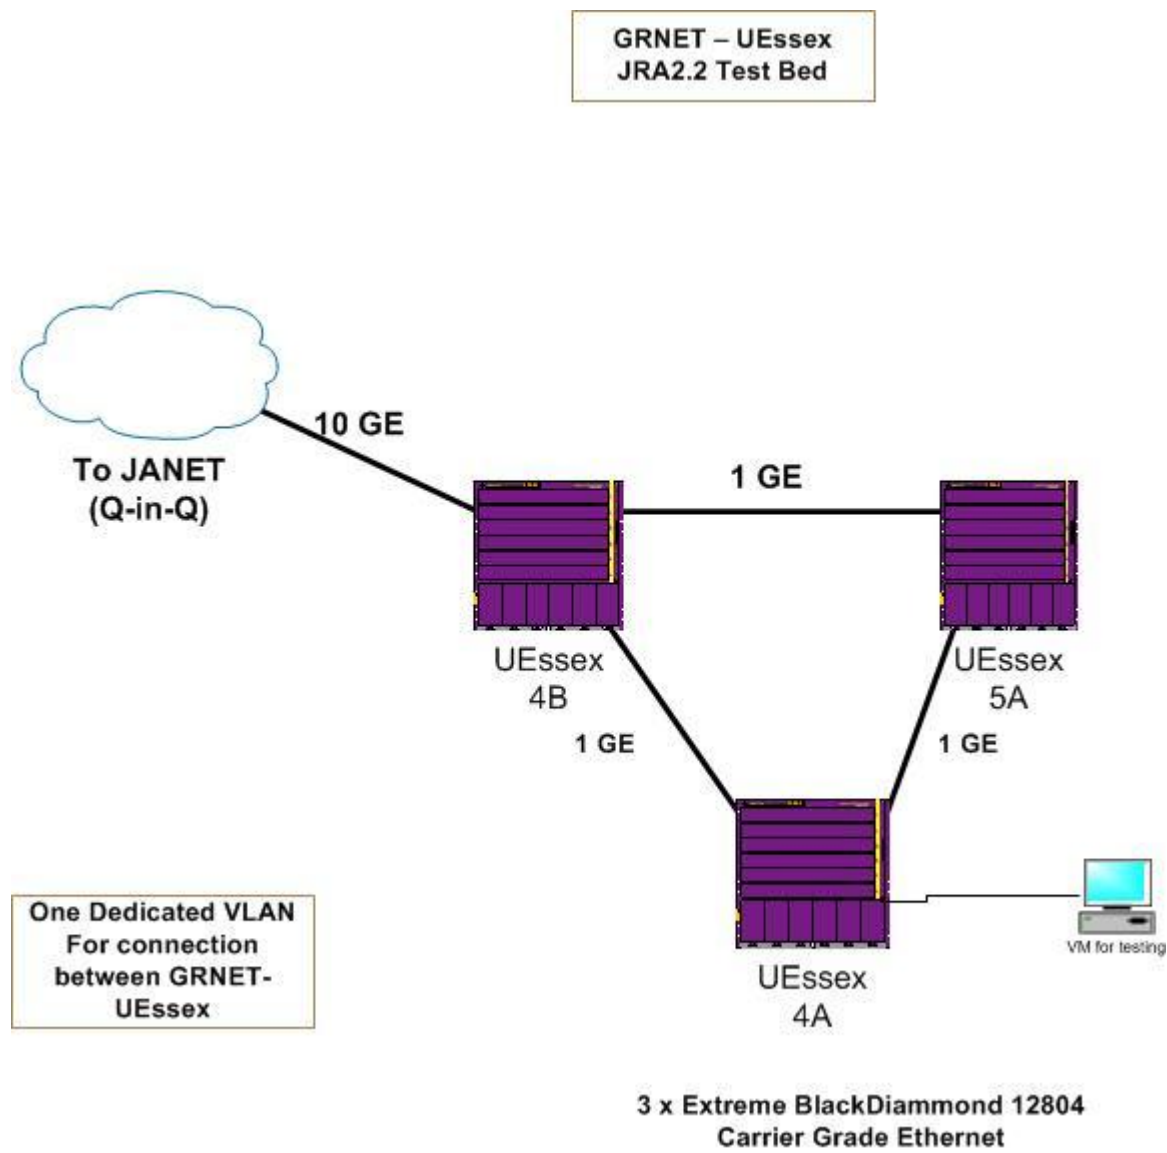 GRNET – UEssex
JRA2.2 Test Bed
10 GE
To JANET
(Q-in-Q)
1 GE
UEssex
4B
UEssex
5A
1 GE
1 GE
One Dedicated VLAN
For connection
between GRNET-
UEssex
VM for testing
UEssex
4A
3 x Extreme BlackDiammond 12804
Carrier Grade Ethernet